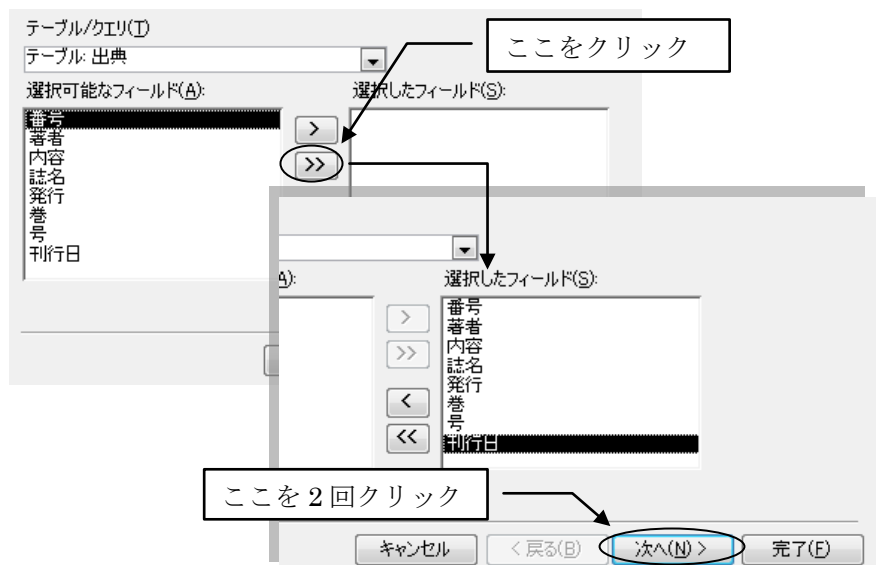 テーブル/クエリ(T)
テーブル: 出典
ここをクリック
選択可能なフィールド(A):
選択したフィールド(S):
番号
著者
内容
誌名
発行
巻
号
刊行日
>
>>
A):
選択したフィールド(S):
>
>>
<
<<
番号
著者
内容
誌名
発行
巻
号
刊行日
ここを2回クリック
キャンセル
< 戻る(B)
次へ(N) >
完了(F)